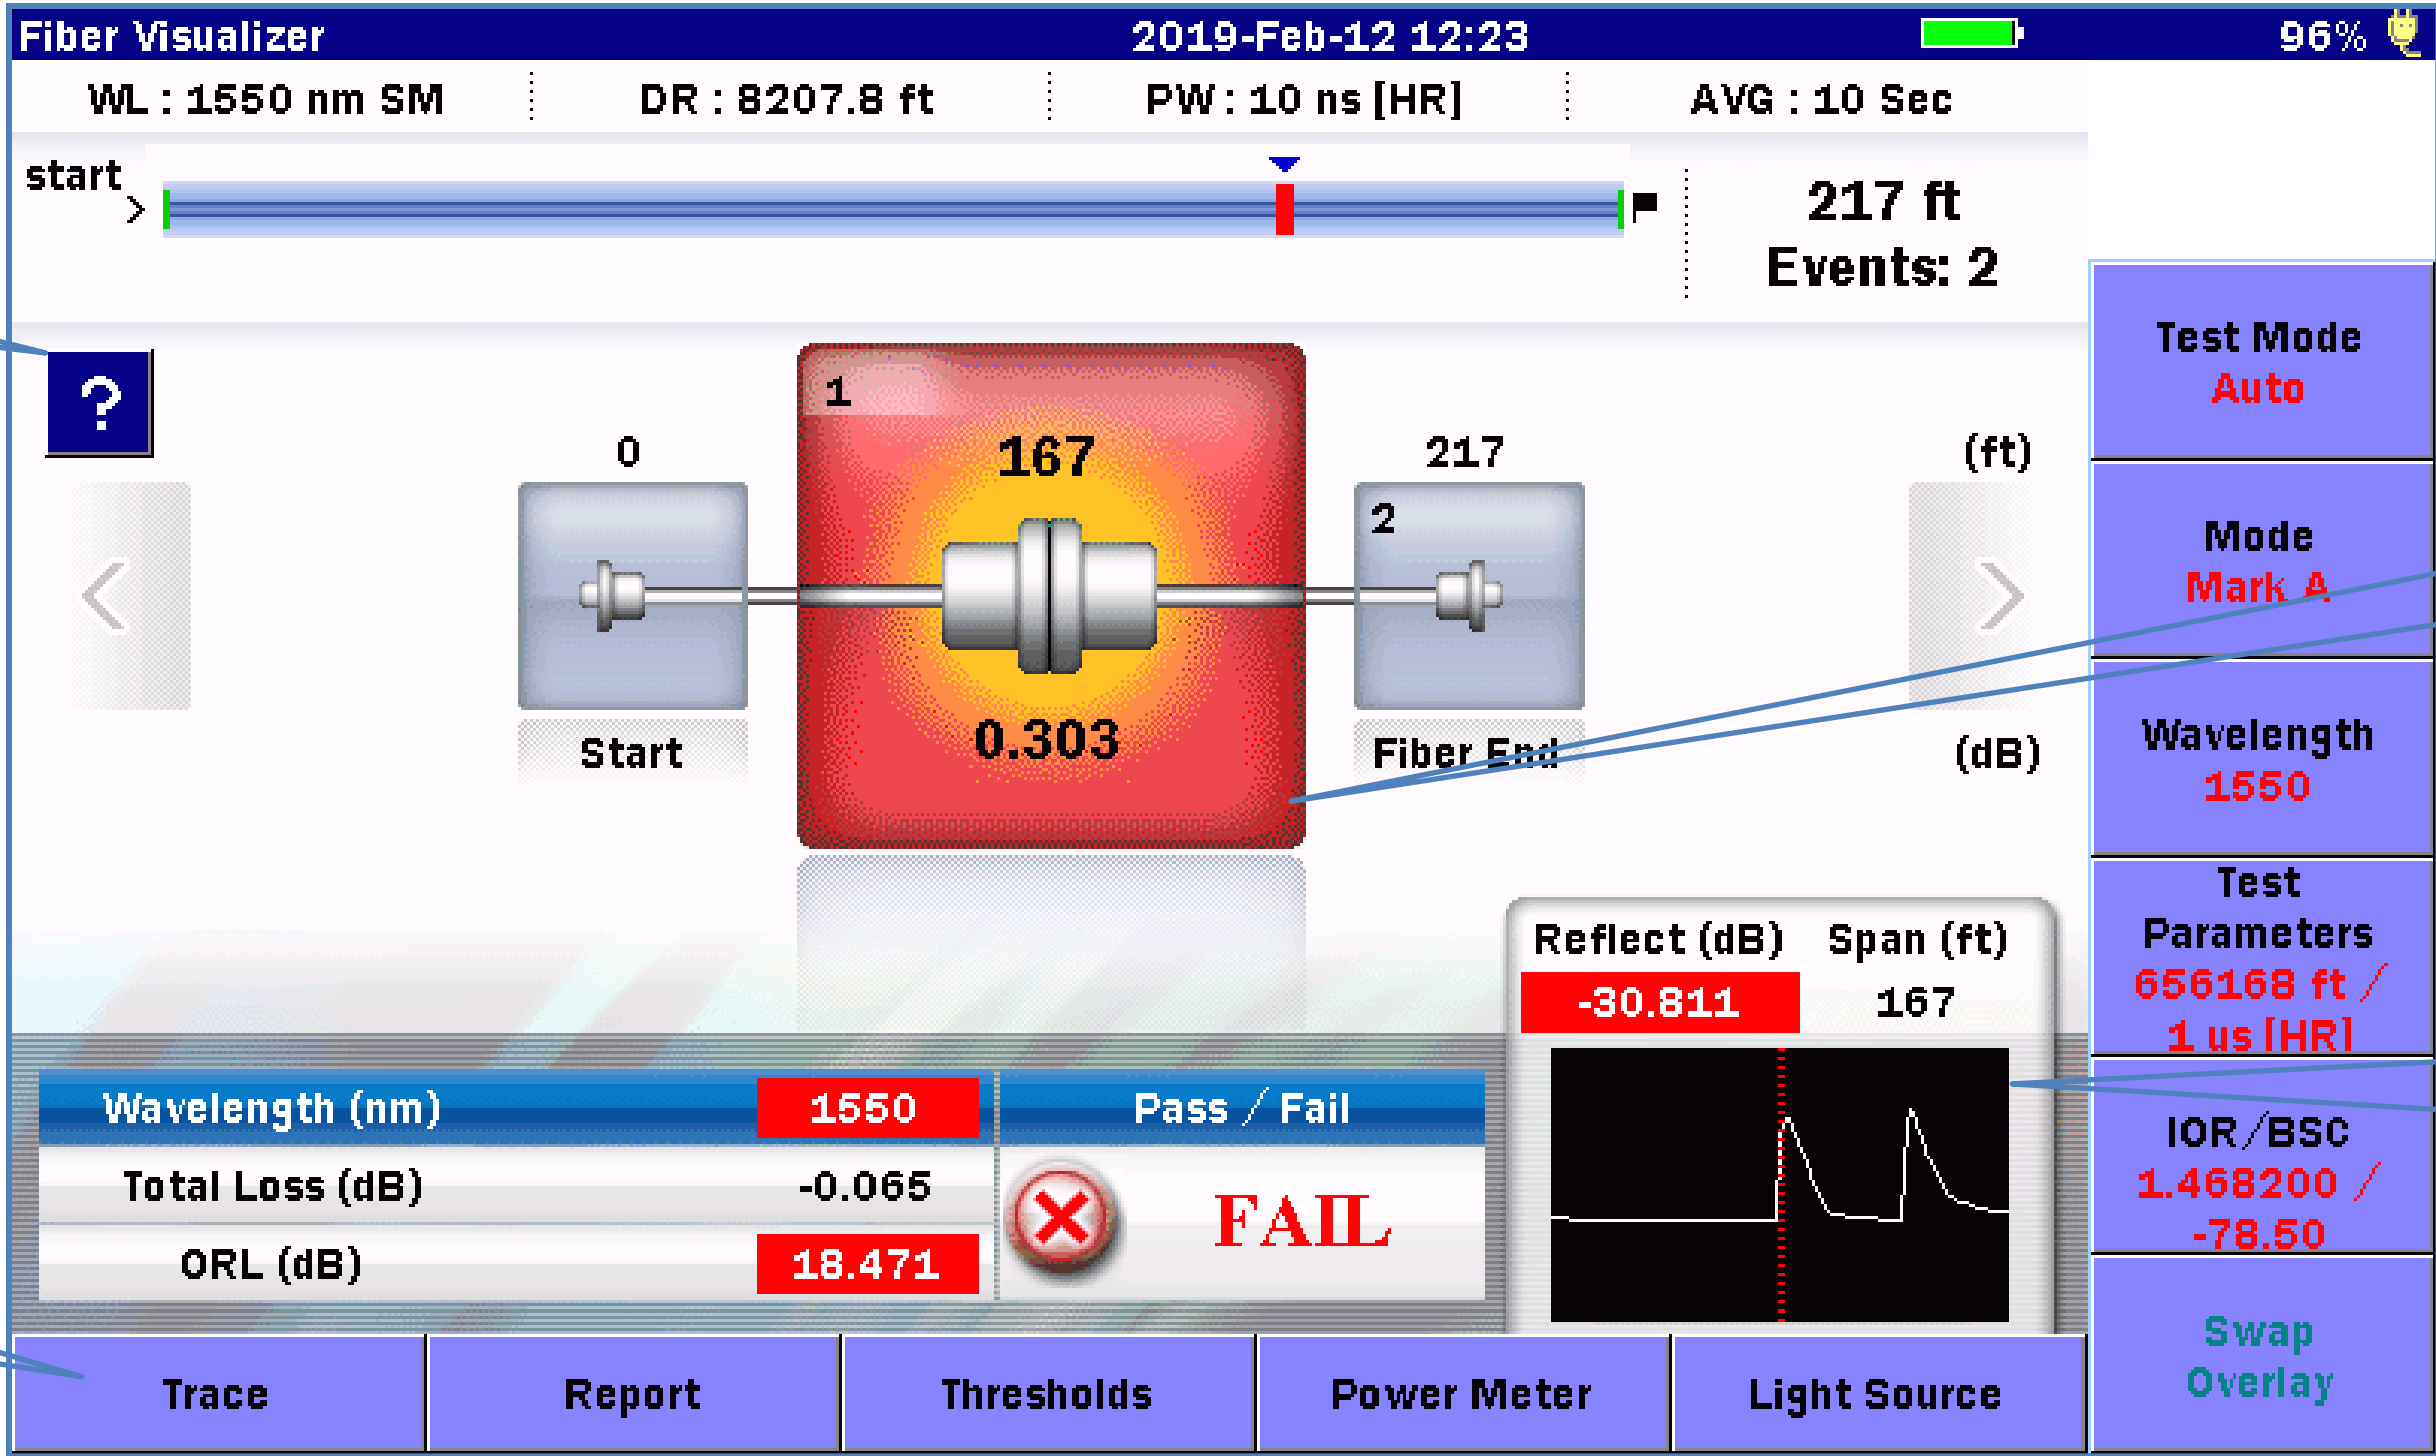 Fiber Visualizer 2019-Feb-12 12:23 96%
WL : 1550 nm SM DR : 8207.8 ft PW : 10 ns [HR] AVG : 10 Sec
start
>
217 ft
Events: 2
?
1
0 167 217 (ft)
2
<
>
0.303
Start Fiber End (dB)
Reflect (dB) Span (ft)
-30.811 167
Wavelength (nm) 1550 Pass / Fail
Total Loss (dB) -0.065
FAIL
ORL (dB) 18.471
Test Mode
Auto
Mode
Mark A
Wavelength
1550
Test
Parameters
656168 ft /
1 us [HR]
IOR/BSC
1.468200 /
-78.50
Swap
Overlay
Trace Report Thresholds Power Meter Light Source